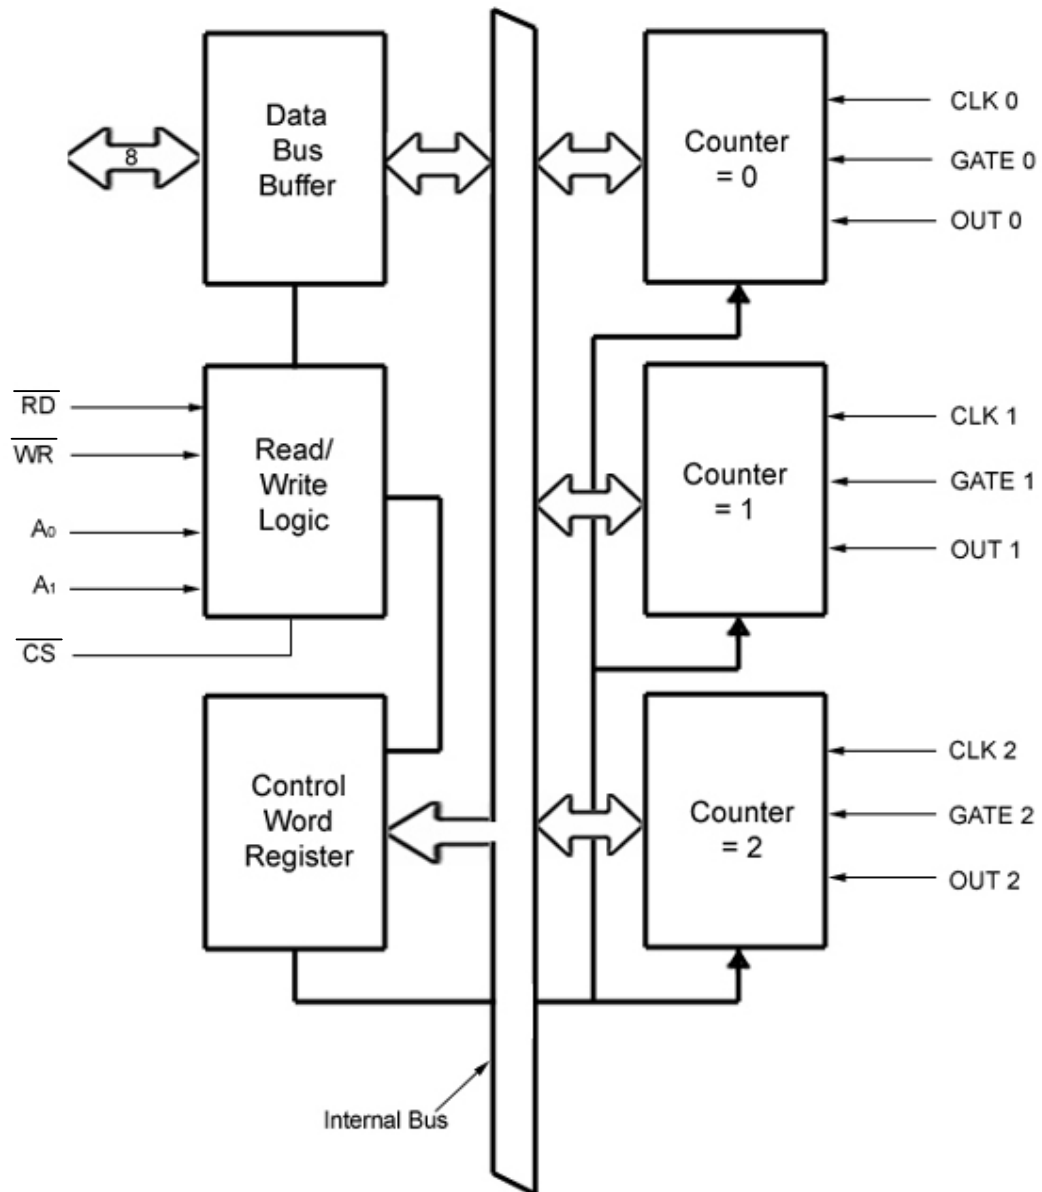 Data
Bus
Buffer
8
Counter
= 0
CLK 0
GATE 0
OUT 0
RD
WR
A0
A1
CS
Read/
Write
Logic
Counter
= 1
CLK 1
GATE 1
OUT 1
Control
Word
Register
Counter
= 2
CLK 2
GATE 2
OUT 2
Internal Bus